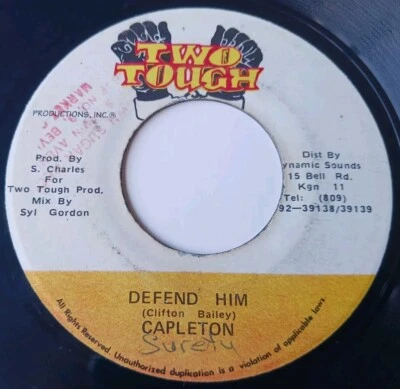 TWO
TOUGH
PRODUCTIONS, INC.®
MARK
Prod. By
S. Charles
For
Two Tough Prod.
Mix By
Syl Gordon
Dist By
Dynamic Sounds
15 Bell Rd.
Kgn 11
Tel: (809)
92-39138/39139
DEFEND HIM
(Clifton Bailey)
CAPLETON
Surety
All Rights Reserved. Unauthorized duplication is a violation of applicable laws.